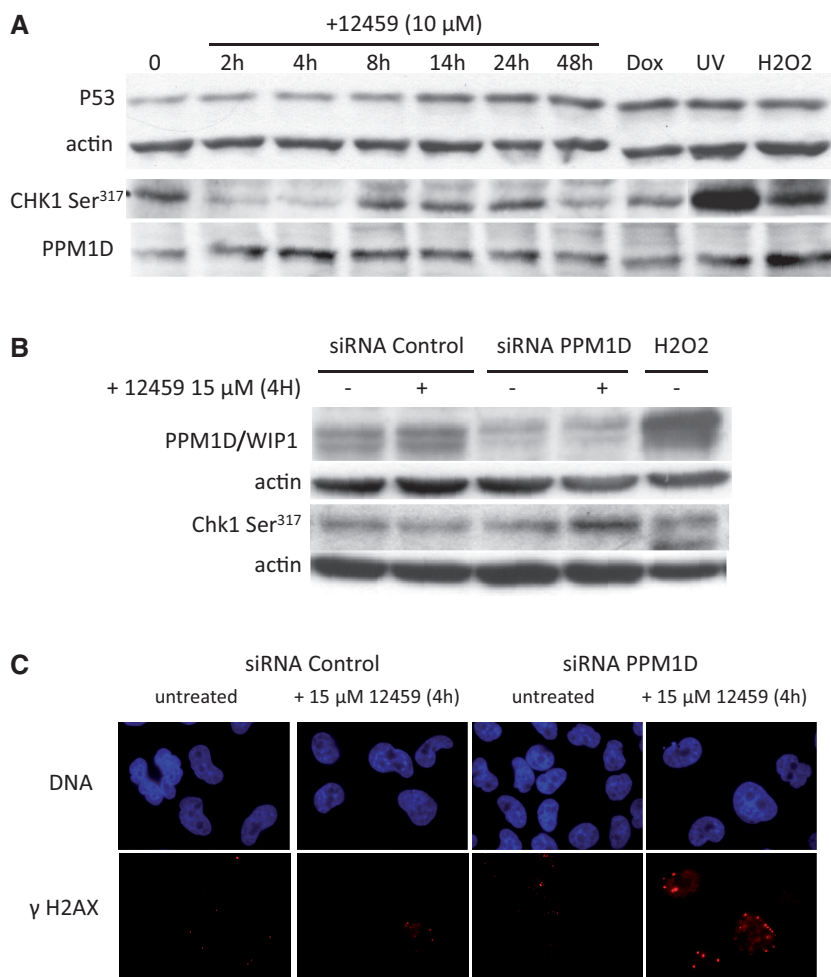 A
+12459 (10 µM)
0 2h 4h 8h 14h 24h 48h Dox UV H2O2
P53
actin
CHK1 Ser³¹⁷
PPM1D
B
siRNA Control siRNA PPM1D H2O2
+ 12459 15 µM (4H) - + - + -
PPM1D/WIP1
actin
Chk1 Ser³¹⁷
actin
C
siRNA Control siRNA PPM1D
untreated + 15 µM 12459 (4h) untreated + 15 µM 12459 (4h)
DNA
γ H2AX